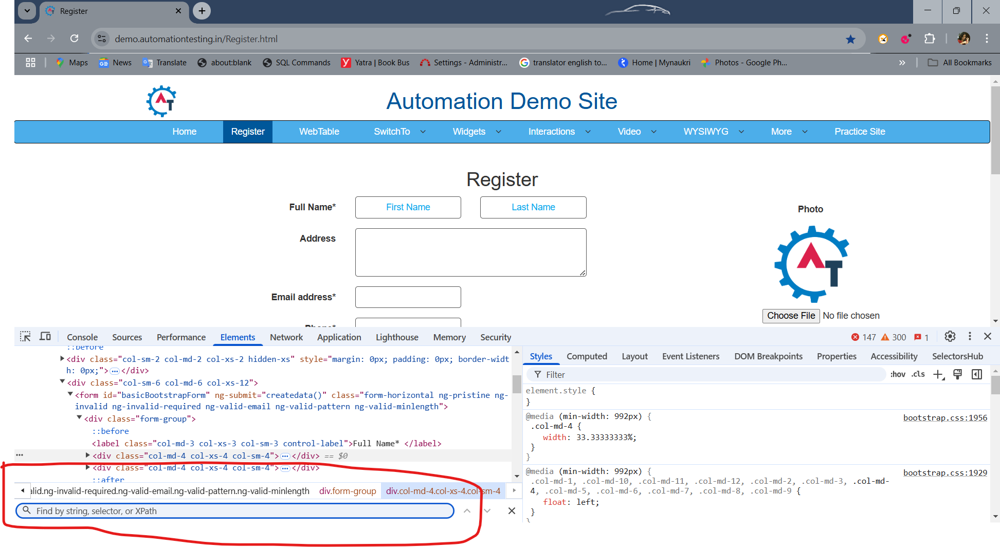 Register
demo.automationtesting.in/Register.html
Maps News Translate about:blank SQL Commands Yatra | Book Bus Settings - Administr... translator english to... Home | Mynaukri Photos - Google Ph... All Bookmarks
Automation Demo Site
Home Register WebTable SwitchTo Widgets Interactions Video WYSIWYG More Practice Site
Register
Full Name* First Name Last Name
Photo
Address
Email address*
Choose File No file chosen
Phone*
Console Sources Performance Elements Network Application Lighthouse Memory Security 147 300 1
::before
<div class="col-sm-2 col-md-2 col-xs-2 hidden-xs" style="margin: 0px; padding: 0px; border-widt
h: 0px;">…</div>
<div class="col-sm-6 col-md-6 col-xs-12">
<form id="basicBootstrapForm" ng-submit="createdata()" class="form-horizontal ng-pristine ng-
invalid ng-invalid-required ng-valid-email ng-valid-pattern ng-valid-minlength">
<div class="form-group">
::before
<label class="col-md-3 col-xs-3 col-sm-3 control-label">Full Name* </label>
<div class="col-md-4 col-xs-4 col-sm-4">…</div> == $0
<div class="col-md-4 col-xs-4 col-sm-4">…</div>
::after
alid.ng-invalid-required.ng-valid-email.ng-valid-pattern.ng-valid-minlength div.form-group div.col-md-4.col-xs-4.col-sm-4
Find by string, selector, or XPath
Styles Computed Layout Event Listeners DOM Breakpoints Properties Accessibility SelectorsHub
Filter :hov .cls
element.style {
}
@media (min-width: 992px) { bootstrap.css:1956
.col-md-4 {
width: 33.33333333%;
}
}
@media (min-width: 992px) { bootstrap.css:1929
.col-md-1, .col-md-10, .col-md-11, .col-md-12, .col-md-2, .col-md-3, .col-md-
4, .col-md-5, .col-md-6, .col-md-7, .col-md-8, .col-md-9 {
float: left;
}
}